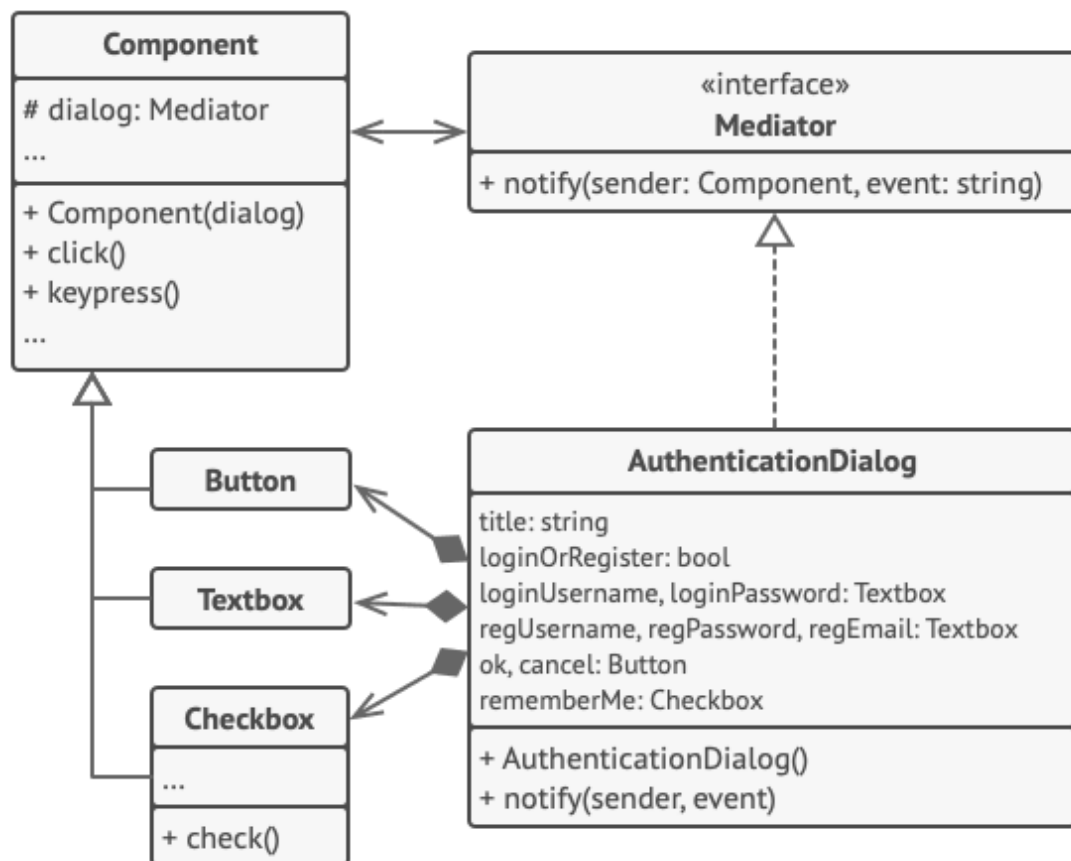 Component
# dialog: Mediator
...
+ Component(dialog)
+ click()
+ keypress()
...
«interface»
Mediator
+ notify(sender: Component, event: string)
Button
Textbox
Checkbox
...
+ check()
AuthenticationDialog
title: string
loginOrRegister: bool
loginUsername, loginPassword: Textbox
regUsername, regPassword, regEmail: Textbox
ok, cancel: Button
rememberMe: Checkbox
+ AuthenticationDialog()
+ notify(sender, event)